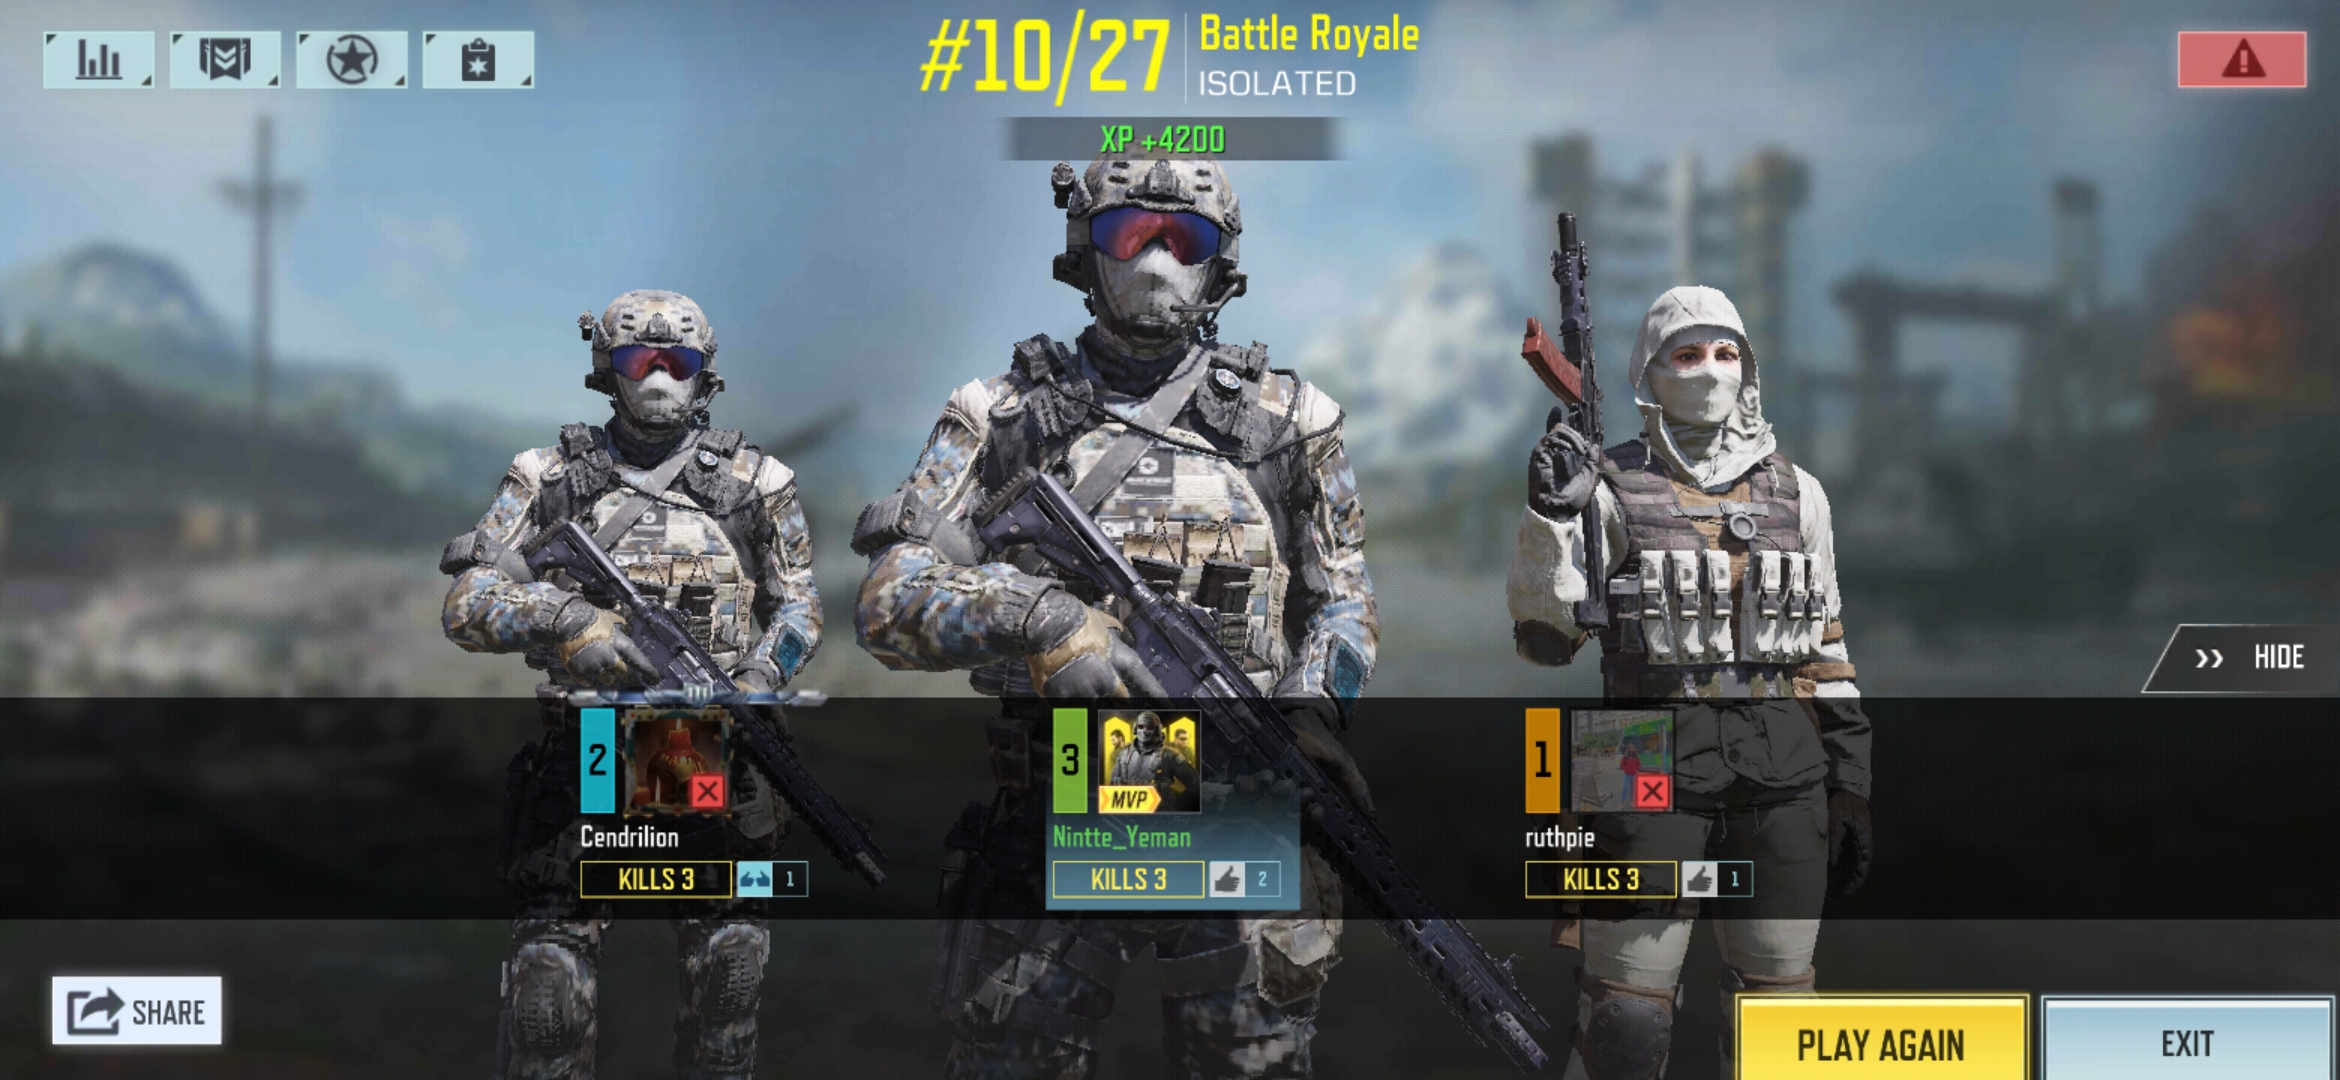 #10/27
Battle Royale
ISOLATED
XP +4200
>> HIDE
2
Cendrilion
KILLS 3
1
3
MVP
Nintte_Yeman
KILLS 3
2
1
ruthpie
KILLS 3
1
SHARE
PLAY AGAIN
EXIT